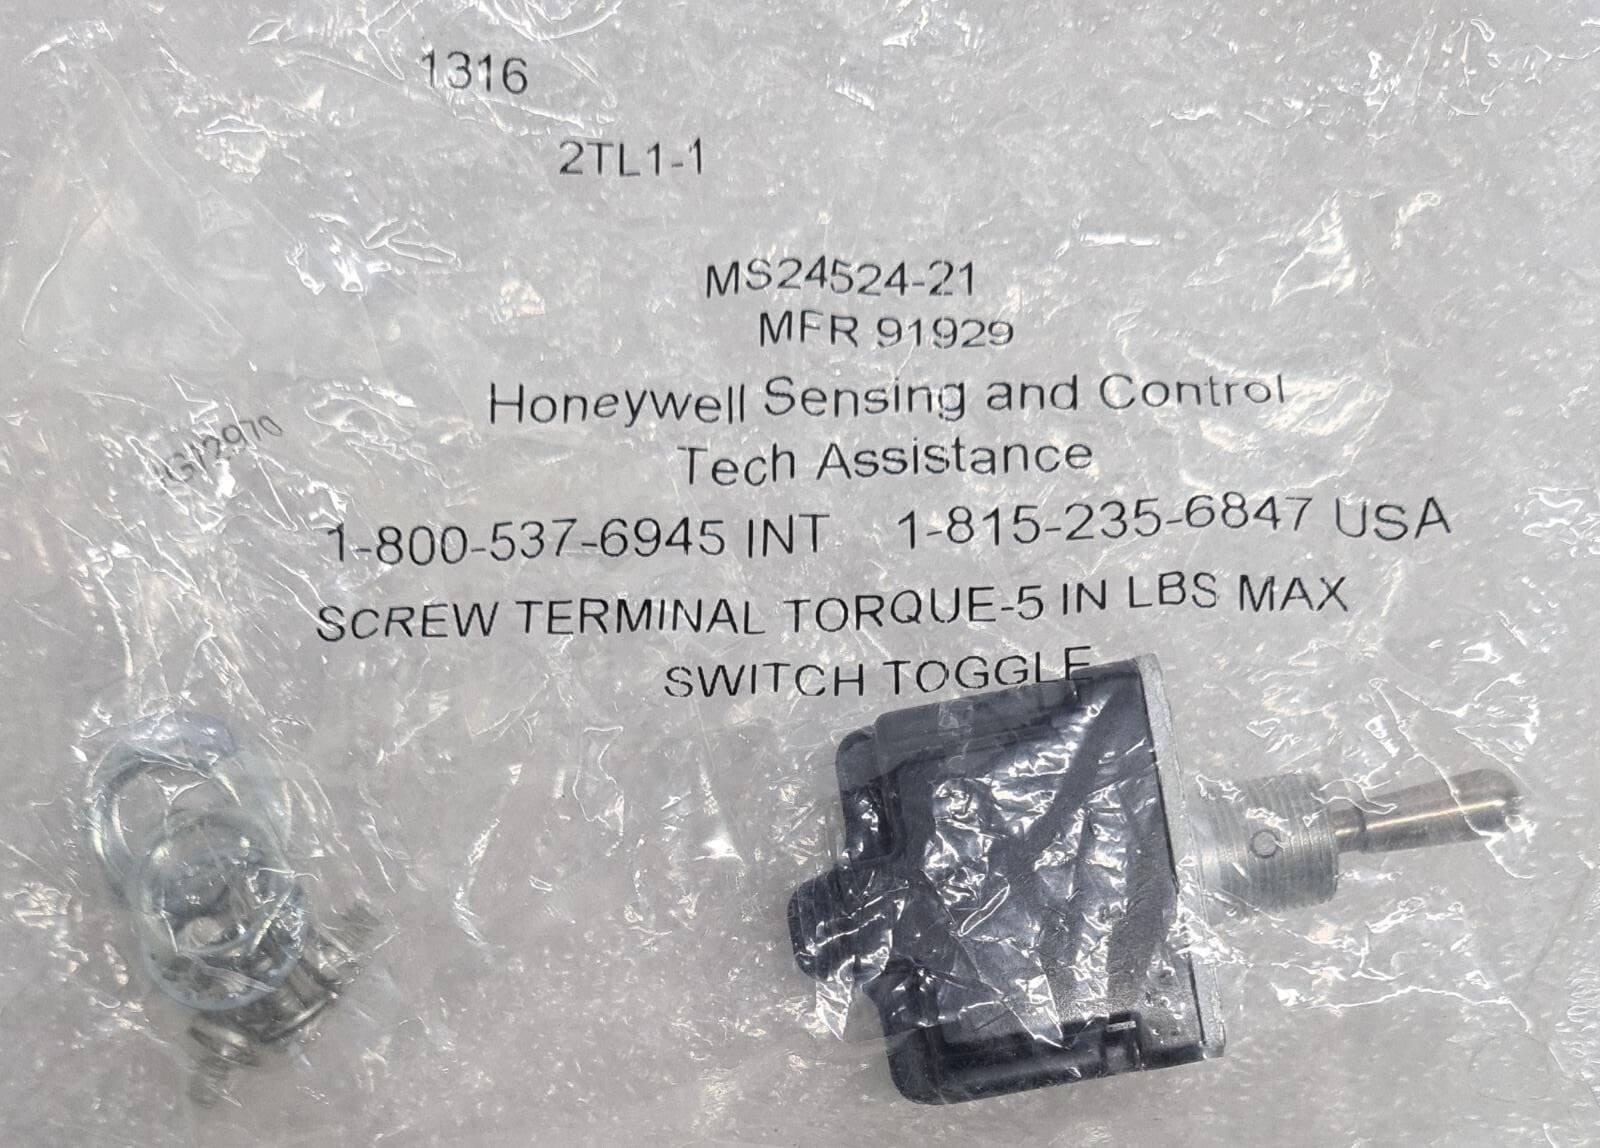 1316
2TL1-1
MS24524-21
MFR 91929
Honeywell Sensing and Control
Tech Assistance
1-800-537-6945 INT 1-815-235-6847 USA
SCREW TERMINAL TORQUE-5 IN LBS MAX
SWITCH TOGGLE